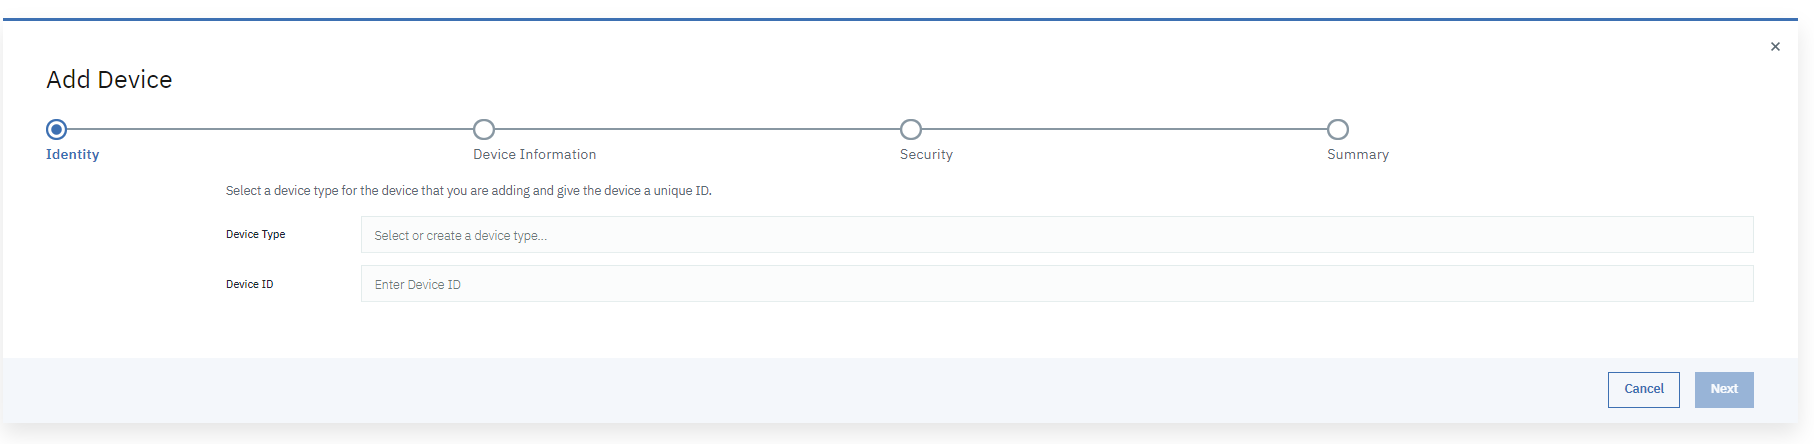 Add Device
Identity
Device Information
Security
Summary
Select a device type for the device that you are adding and give the device a unique ID.
Device Type
Select or create a device type...
Device ID
Enter Device ID
Cancel
Next